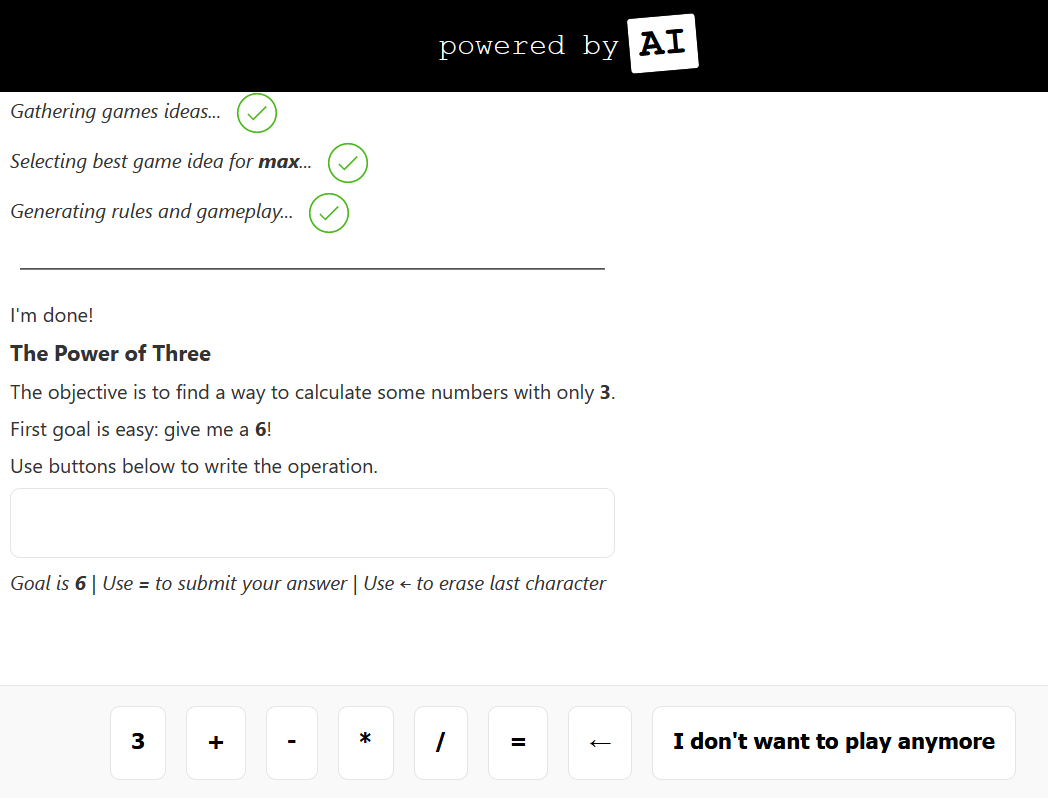 powered by AI
Gathering games ideas...
Selecting best game idea for max...
Generating rules and gameplay...
I'm done!
The Power of Three
The objective is to find a way to calculate some numbers with only 3.
First goal is easy: give me a 6!
Use buttons below to write the operation.
Goal is 6 | Use = to submit your answer | Use ← to erase last character
3 + - * / = ← I don't want to play anymore